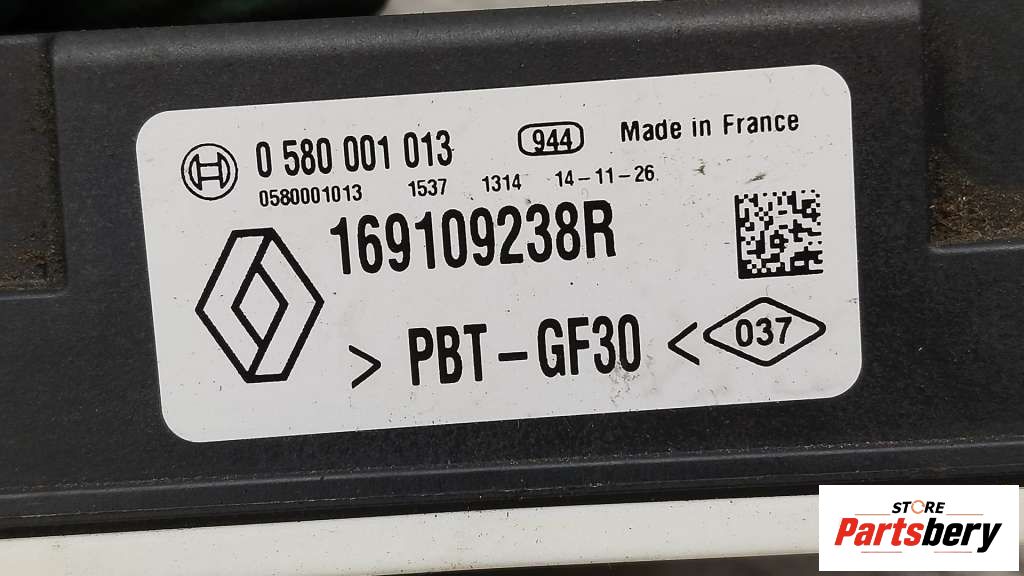 0 580 001 013 944 Made in France
0580001013 1537 1314 14-11-26
169109238R
> PBT-GF30 < 037
STORE
Partsbery